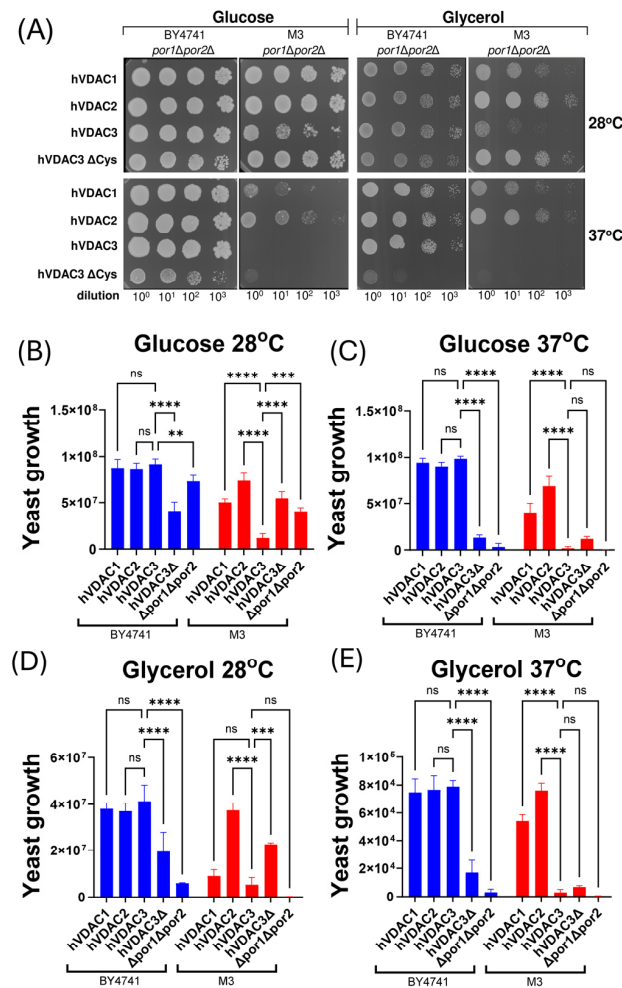 (A)
Glucose Glycerol
BY4741 M3 BY4741 M3
por1Δpor2Δ por1Δpor2Δ por1Δpor2Δ por1Δpor2Δ
hVDAC1
hVDAC2
hVDAC3
hVDAC3 ΔCys
28°C
hVDAC1
hVDAC2
hVDAC3
hVDAC3 ΔCys
37°C
dilution 10⁰ 10¹ 10² 10³ 10⁰ 10¹ 10² 10³ 10⁰ 10¹ 10² 10³ 10⁰ 10¹ 10² 10³
(B)
Glucose 28°C
ns **** ***
**** ****
ns ** ****
Yeast growth
1.5×10⁸
1×10⁸
5×10⁷
0
hVDAC1 hVDAC2 hVDAC3 hVDAC3Δ Δpor1Δpor2 hVDAC1 hVDAC2 hVDAC3 hVDAC3Δ Δpor1Δpor2
BY4741 M3
(C)
Glucose 37°C
ns **** **** ns
**** ns
ns ****
Yeast growth
1.5×10⁸
1×10⁸
5×10⁷
0
hVDAC1 hVDAC2 hVDAC3 hVDAC3Δ Δpor1Δpor2 hVDAC1 hVDAC2 hVDAC3 hVDAC3Δ Δpor1Δpor2
BY4741 M3
(D)
Glycerol 28°C
ns **** ns
**** ns ***
ns ****
Yeast growth
6×10⁷
4×10⁷
2×10⁷
0
hVDAC1 hVDAC2 hVDAC3 hVDAC3Δ Δpor1Δpor2 hVDAC1 hVDAC2 hVDAC3 hVDAC3Δ Δpor1Δpor2
BY4741 M3
(E)
Glycerol 37°C
ns **** **** ns
**** ns
ns ****
Yeast growth
1×10⁵
8×10⁴
6×10⁴
4×10⁴
2×10⁴
0
hVDAC1 hVDAC2 hVDAC3 hVDAC3Δ Δpor1Δpor2 hVDAC1 hVDAC2 hVDAC3 hVDAC3Δ Δpor1Δpor2
BY4741 M3